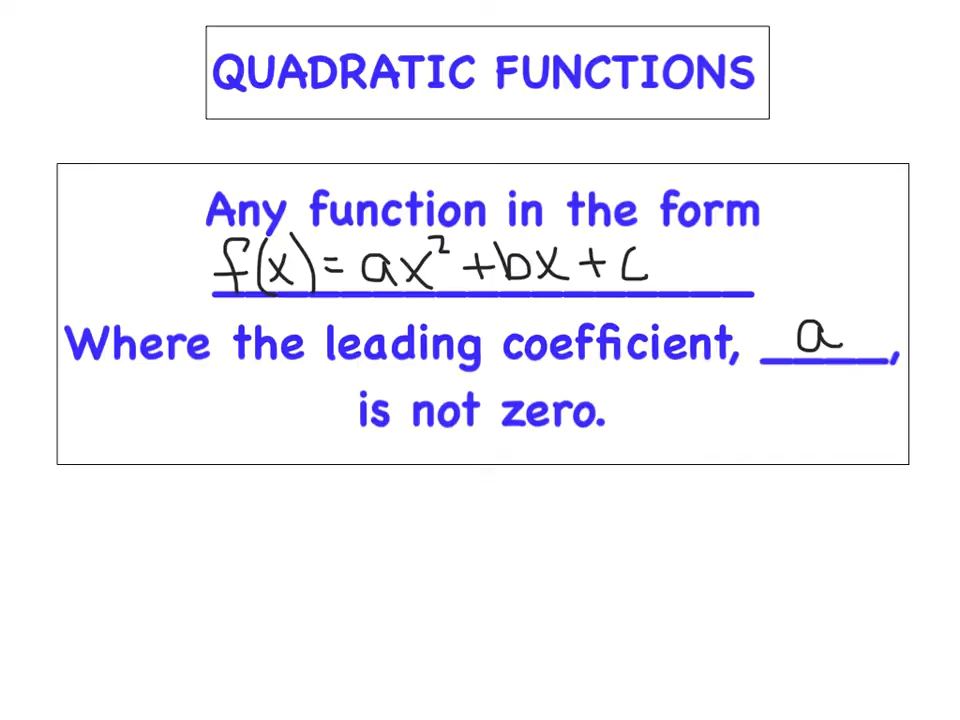 QUADRATIC FUNCTIONS
Any function in the form
f(x) = ax² + bx + c
Where the leading coefficient, a,
is not zero.